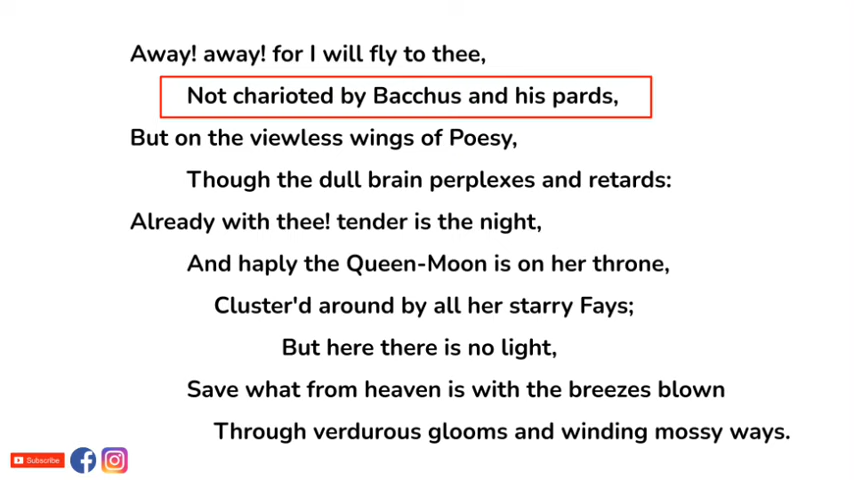 Away! away! for I will fly to thee,
Not charioted by Bacchus and his pards,
But on the viewless wings of Poesy,
Though the dull brain perplexes and retards:
Already with thee! tender is the night,
And haply the Queen-Moon is on her throne,
Cluster'd around by all her starry Fays;
But here there is no light,
Save what from heaven is with the breezes blown
Through verdurous glooms and winding mossy ways.
Subscribe